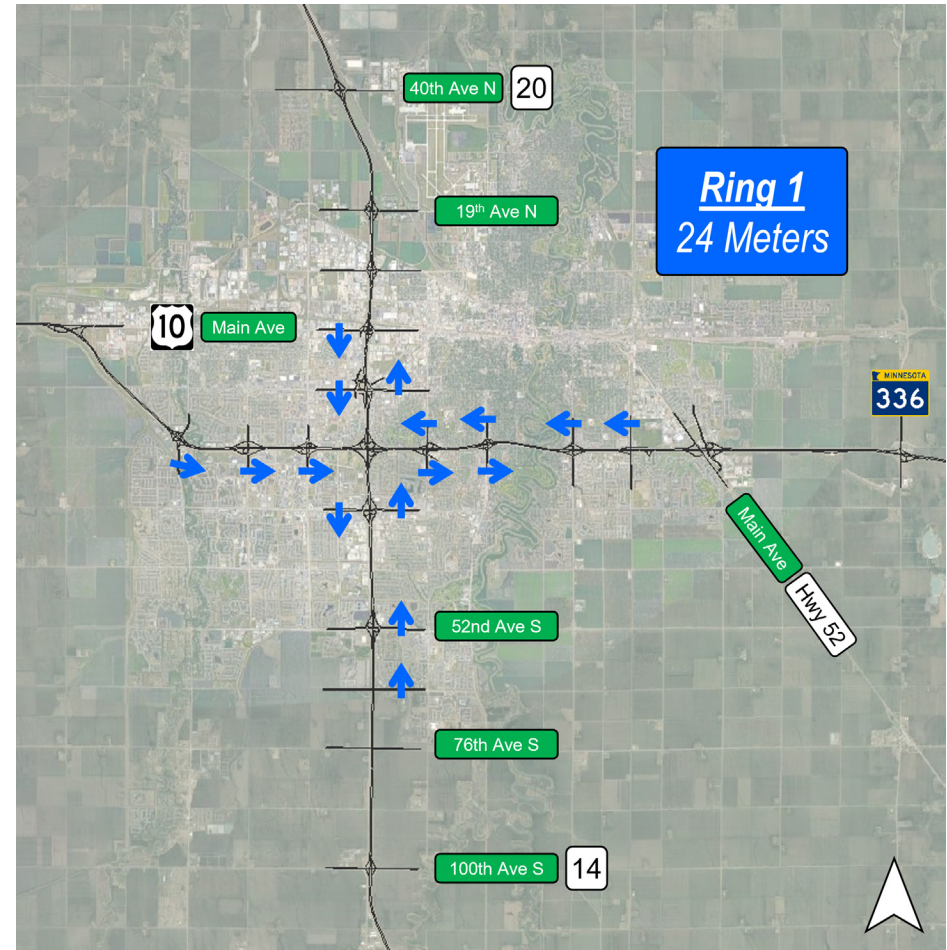 40th Ave N
20
Ring 1
24 Meters
19th Ave N
10
Main Ave
MINNESOTA
336
Main Ave
Hwy 52
52nd Ave S
76th Ave S
100th Ave S
14